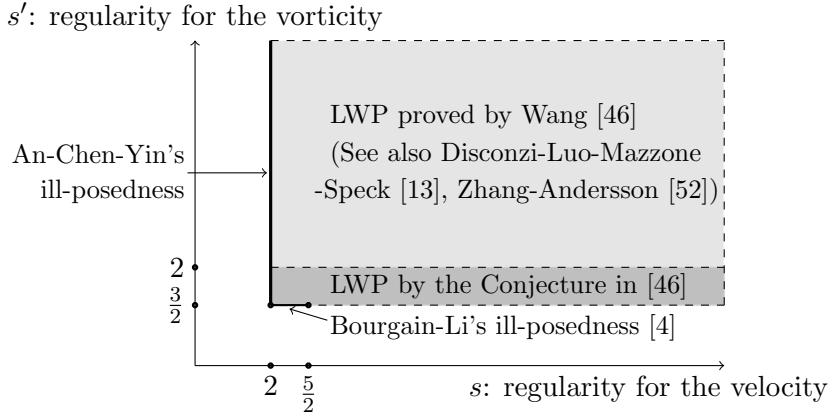 s′: regularity for the vorticity
LWP proved by Wang [46]
(See also Disconzi-Luo-Mazzone
-Speck [13], Zhang-Andersson [52])
An-Chen-Yin's
ill-posedness
2
LWP by the Conjecture in [46]
3/2
Bourgain-Li's ill-posedness [4]
2
5/2
s: regularity for the velocity